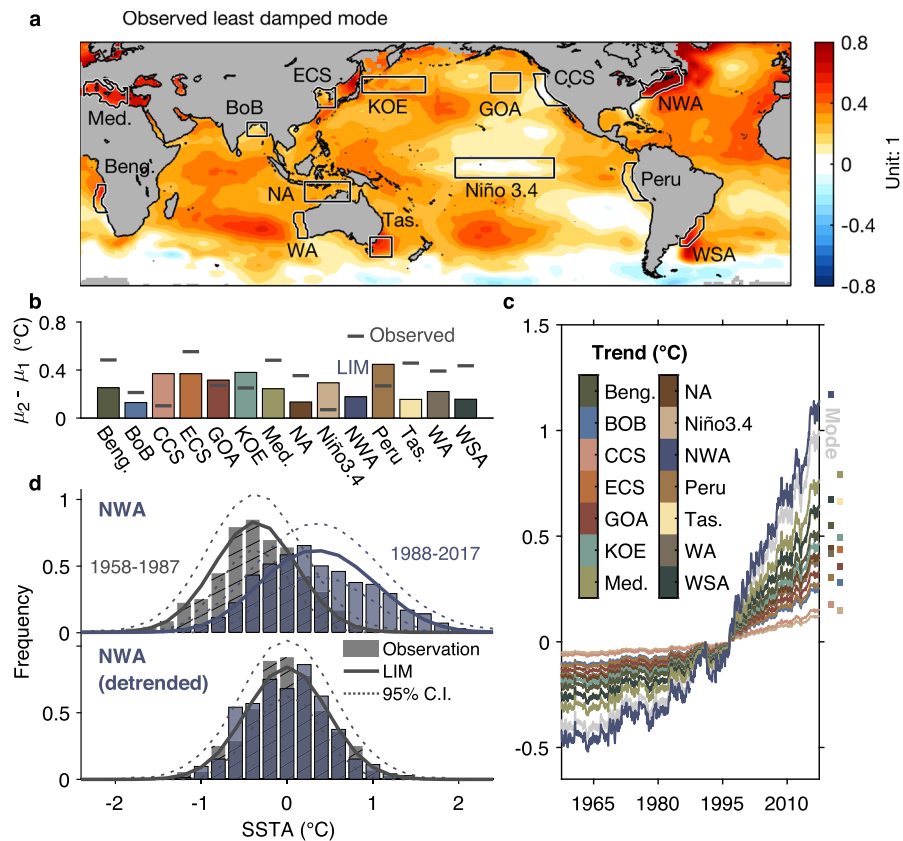 a
Observed least damped mode
ECS
CCS
Med.
BoB
KOE
GOA
NWA
Beng.
NA
Niño 3.4
Peru
WA
Tas.
WSA
0.8
0.4
0
-0.4
-0.8
Unit: 1
b
μ2 - μ1 (°C)
0.8
0.4
0
Observed
LIM
Beng.
BoB
CCS
ECS
GOA
KOE
Med.
NA
Niño3.4
NWA
Peru
Tas.
WA
WSA
c
1.5
1
0.5
0
-0.5
Trend (°C)
Beng.
BOB
CCS
ECS
GOA
KOE
Med.
NA
Niño3.4
NWA
Peru
Tas.
WA
WSA
Mode
1965
1980
1995
2010
d
NWA
1958-1987
1988-2017
1
0.5
0
Frequency
NWA
(detrended)
Observation
LIM
95% C.I.
0.5
0
-2
-1
0
1
2
SSTA (°C)